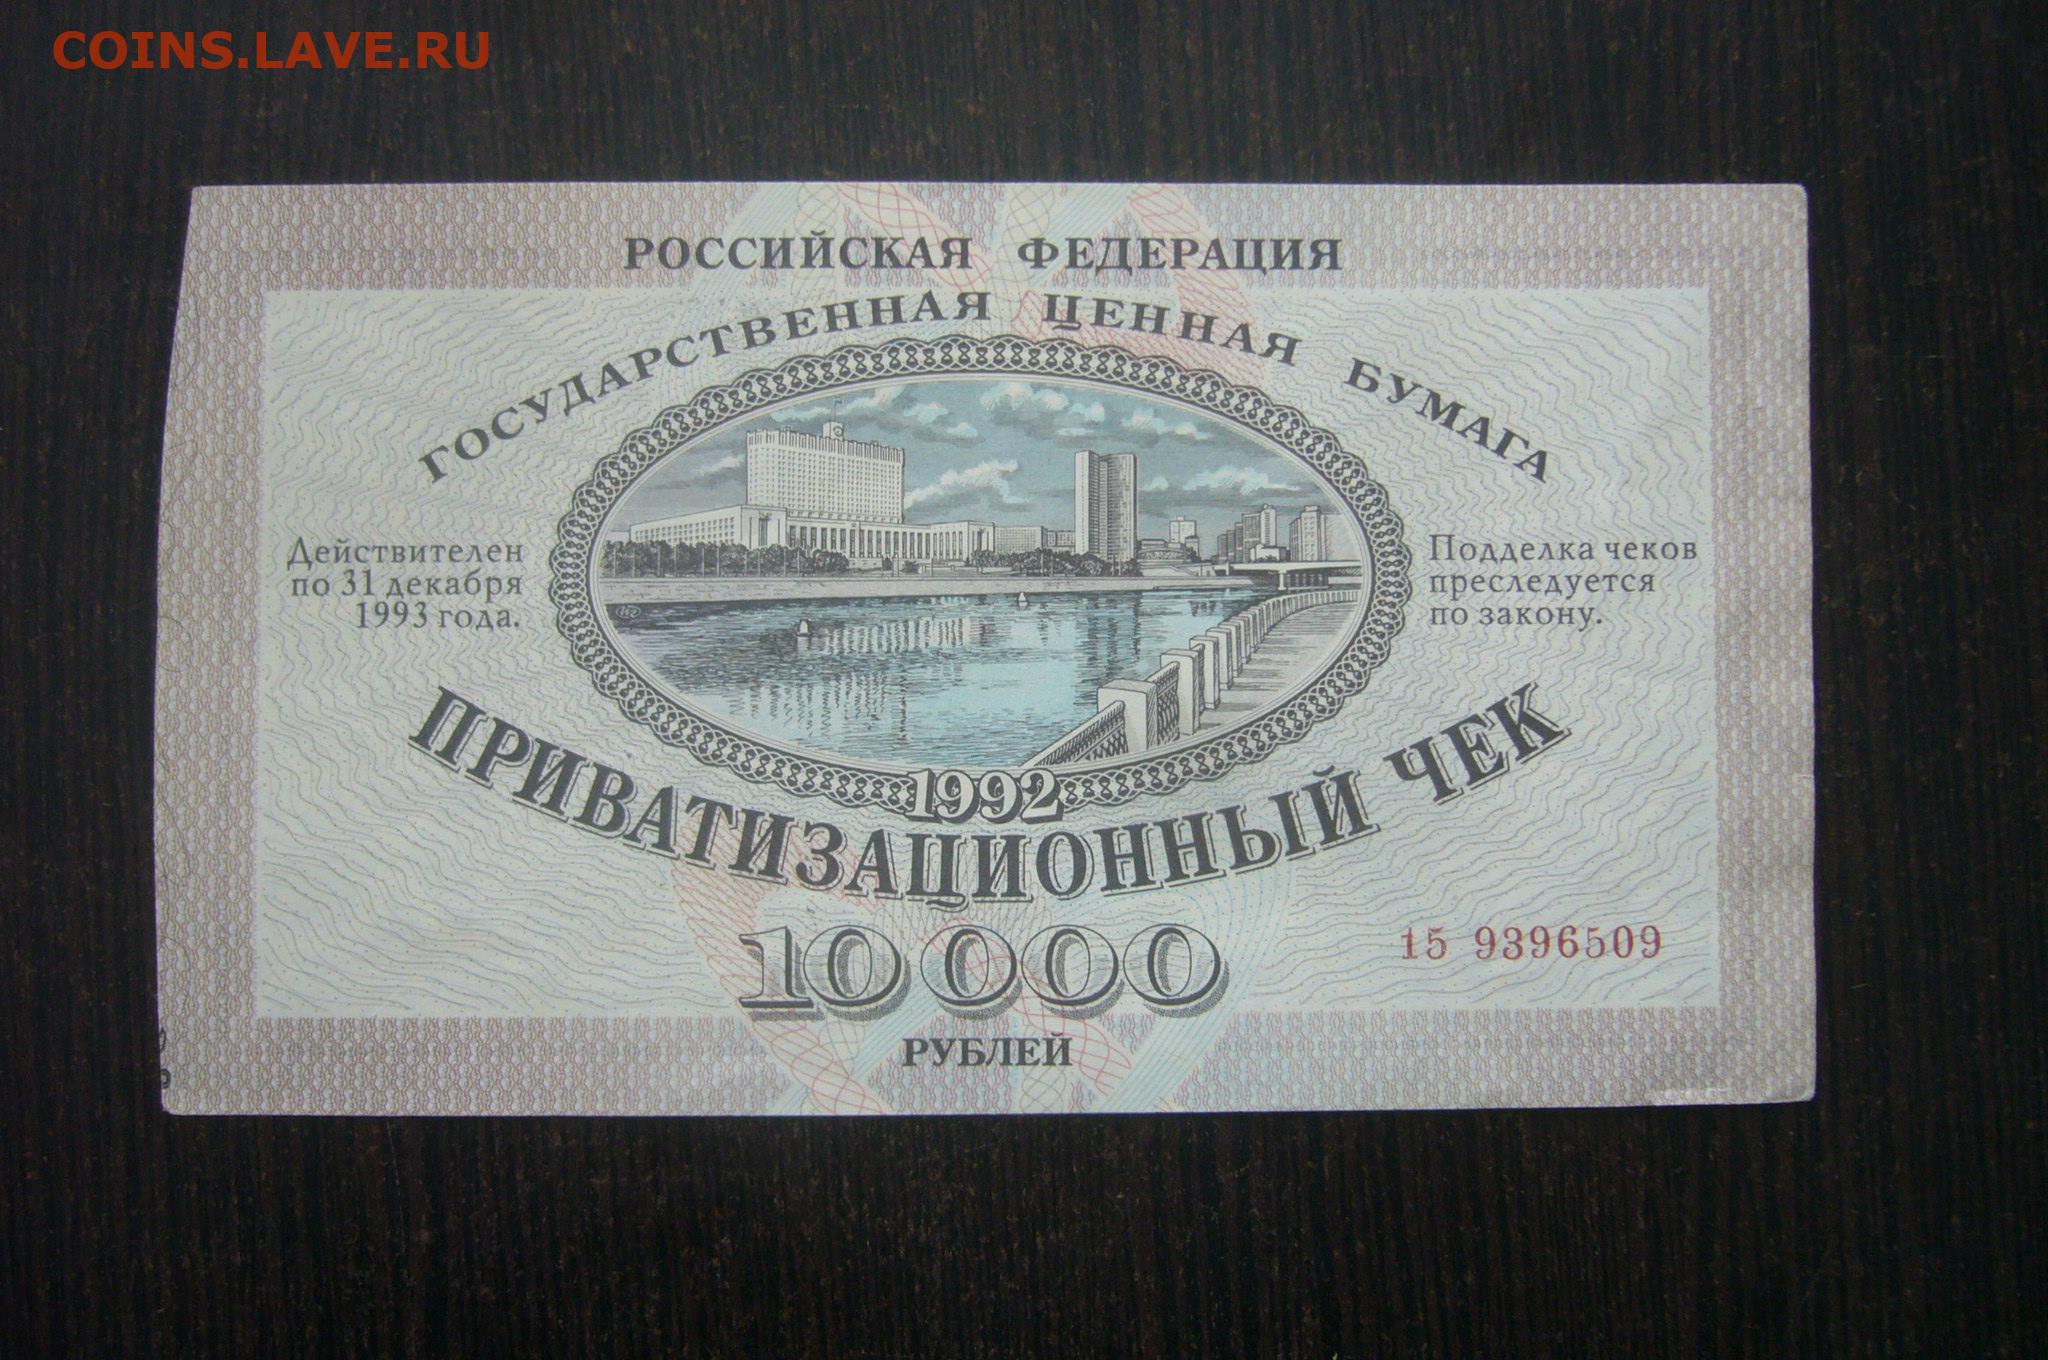 COINS.LAVE.RU
РОССИЙСКАЯ ФЕДЕРАЦИЯ
ГОСУДАРСТВЕННАЯ ЦЕННАЯ БУМАГА
Действителен
по 31 декабря
1993 года.
Подделка чеков
преследуется
по закону.
1992
ПРИВАТИЗАЦИОННЫЙ ЧЕК
10 000
РУБЛЕЙ
15 9396509